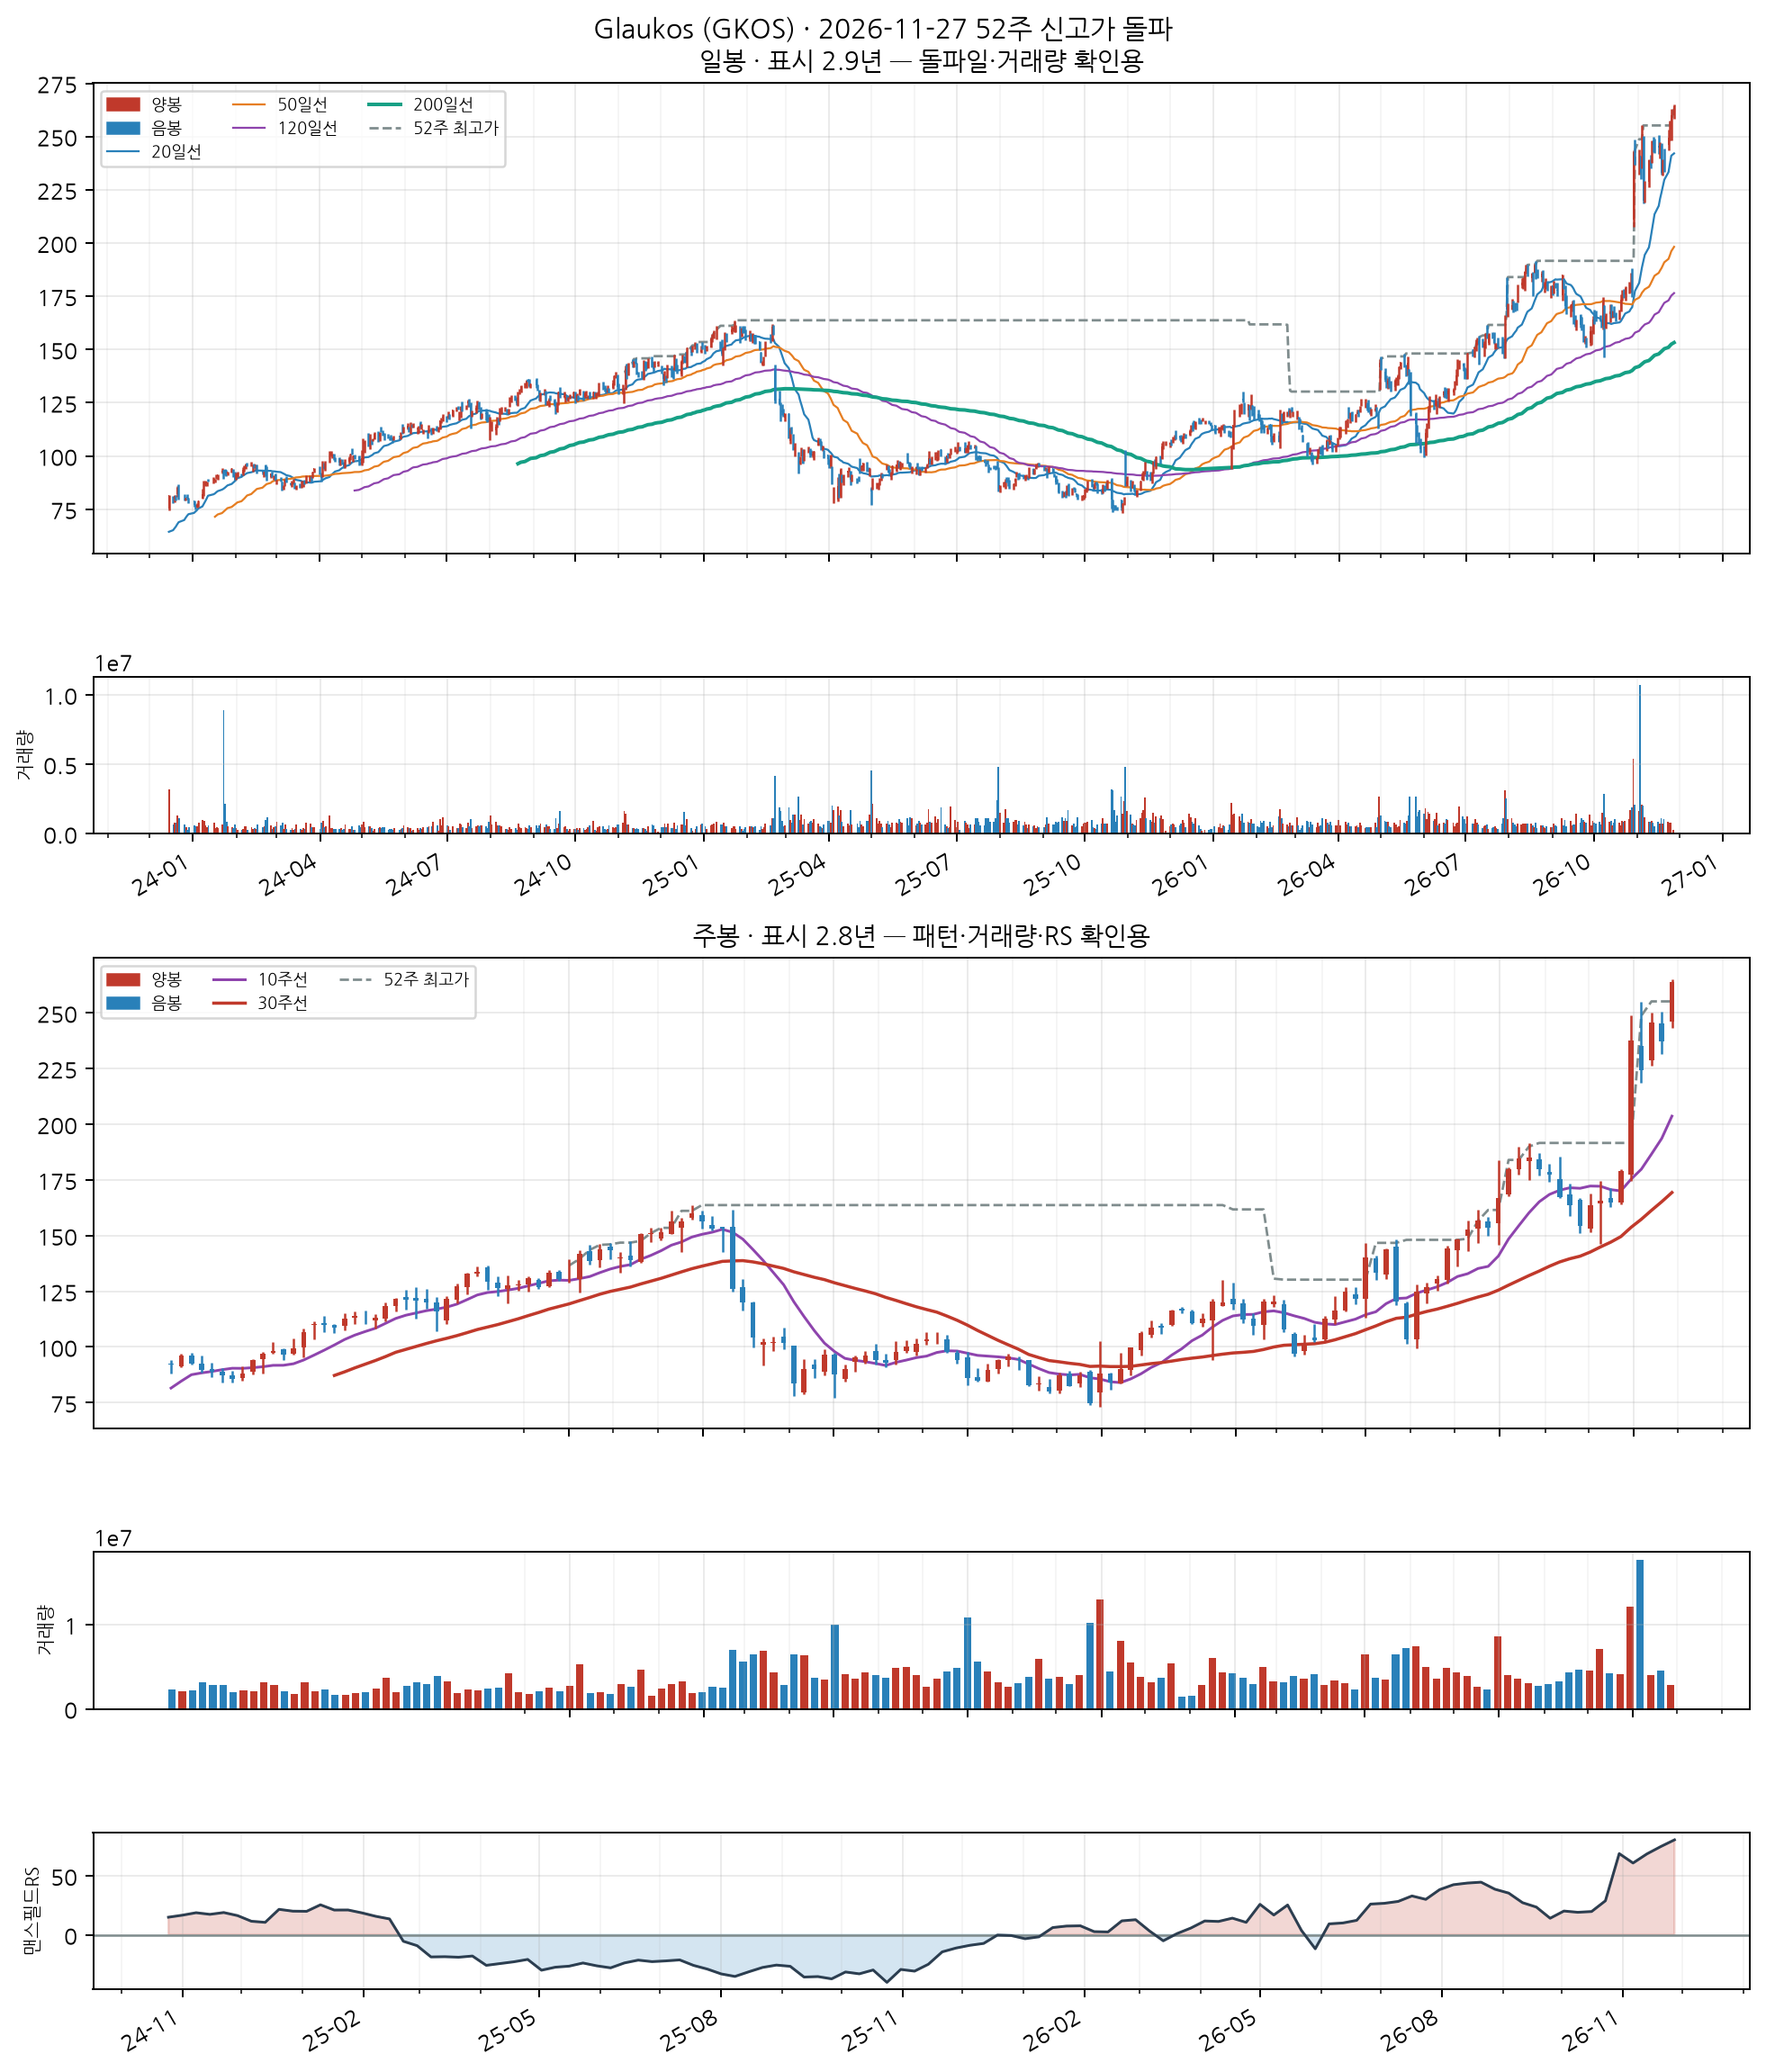 Glaukos (GKOS) · 2026-11-27 52주 신고가 돌파
일봉 · 표시 2.9년 — 돌파일·거래량 확인용
양봉
음봉
20일선
50일선
120일선
200일선
52주 최고가
275
250
225
200
175
150
125
100
75
1e7
거래량
1.0
0.5
0.0
24-01
24-04
24-07
24-10
25-01
25-04
25-07
25-10
26-01
26-04
26-07
26-10
27-01
주봉 · 표시 2.8년 — 패턴·거래량·RS 확인용
양봉
음봉
10주선
30주선
52주 최고가
250
225
200
175
150
125
100
75
1e7
거래량
1
0
맨스필드RS
50
0
24-11
25-02
25-05
25-08
25-11
26-02
26-05
26-08
26-11